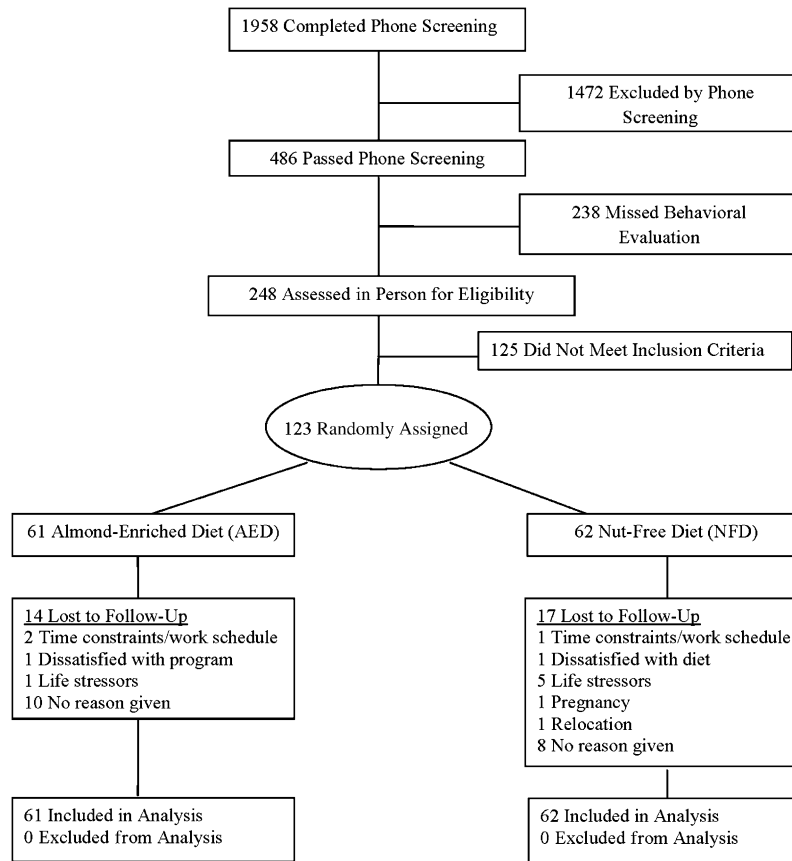 1958 Completed Phone Screening
1472 Excluded by Phone
Screening
486 Passed Phone Screening
238 Missed Behavioral
Evaluation
248 Assessed in Person for Eligibility
125 Did Not Meet Inclusion Criteria
123 Randomly Assigned
61 Almond-Enriched Diet (AED)
62 Nut-Free Diet (NFD)
14 Lost to Follow-Up
2 Time constraints/work schedule
1 Dissatisfied with program
1 Life stressors
10 No reason given
17 Lost to Follow-Up
1 Time constraints/work schedule
1 Dissatisfied with diet
5 Life stressors
1 Pregnancy
1 Relocation
8 No reason given
61 Included in Analysis
0 Excluded from Analysis
62 Included in Analysis
0 Excluded from Analysis